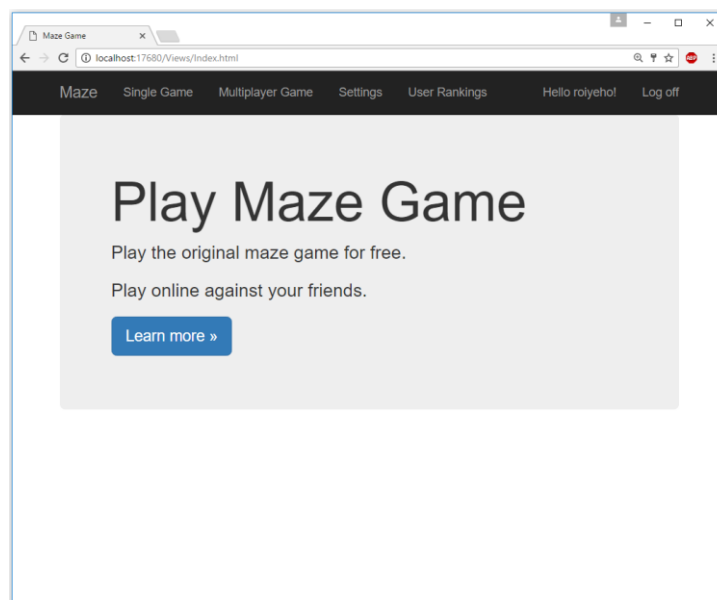 Maze Game
localhost:17680/Views/Index.html
ABP
Maze Single Game Multiplayer Game Settings User Rankings Hello roiyeho! Log off
Play Maze Game
Play the original maze game for free.
Play online against your friends.
Learn more »